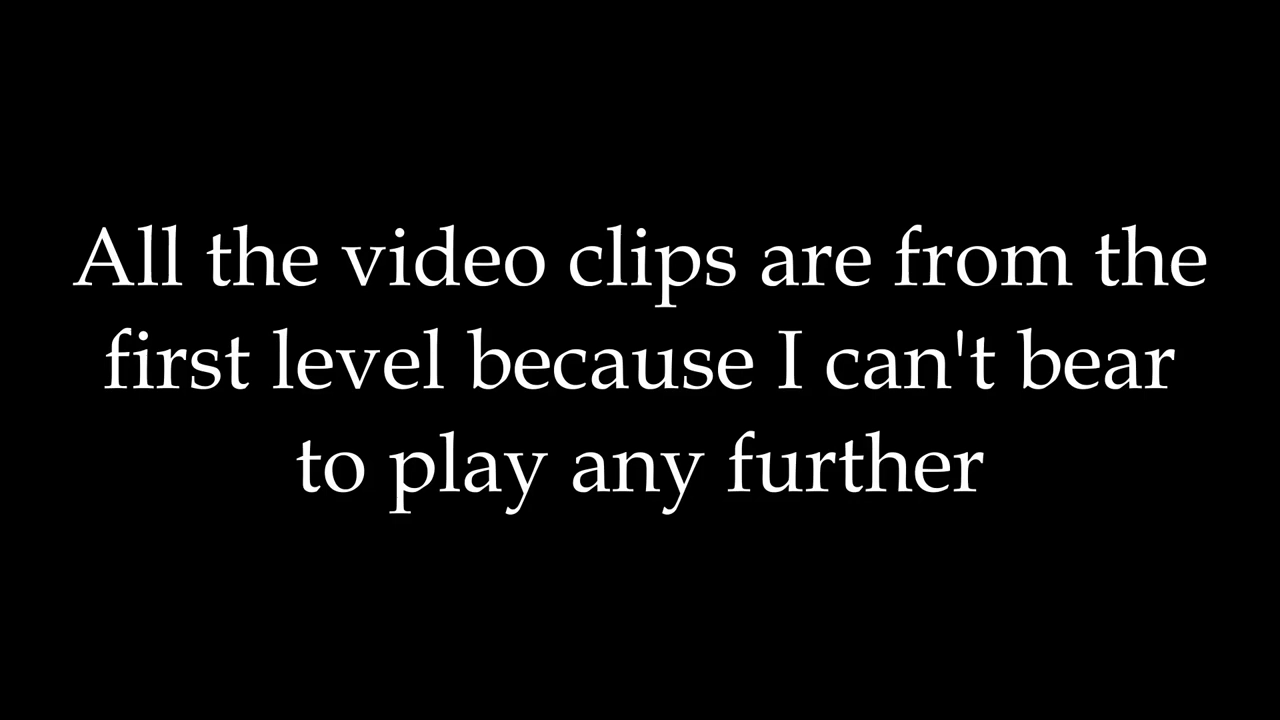 All the video clips are from the
first level because I can't bear
to play any further